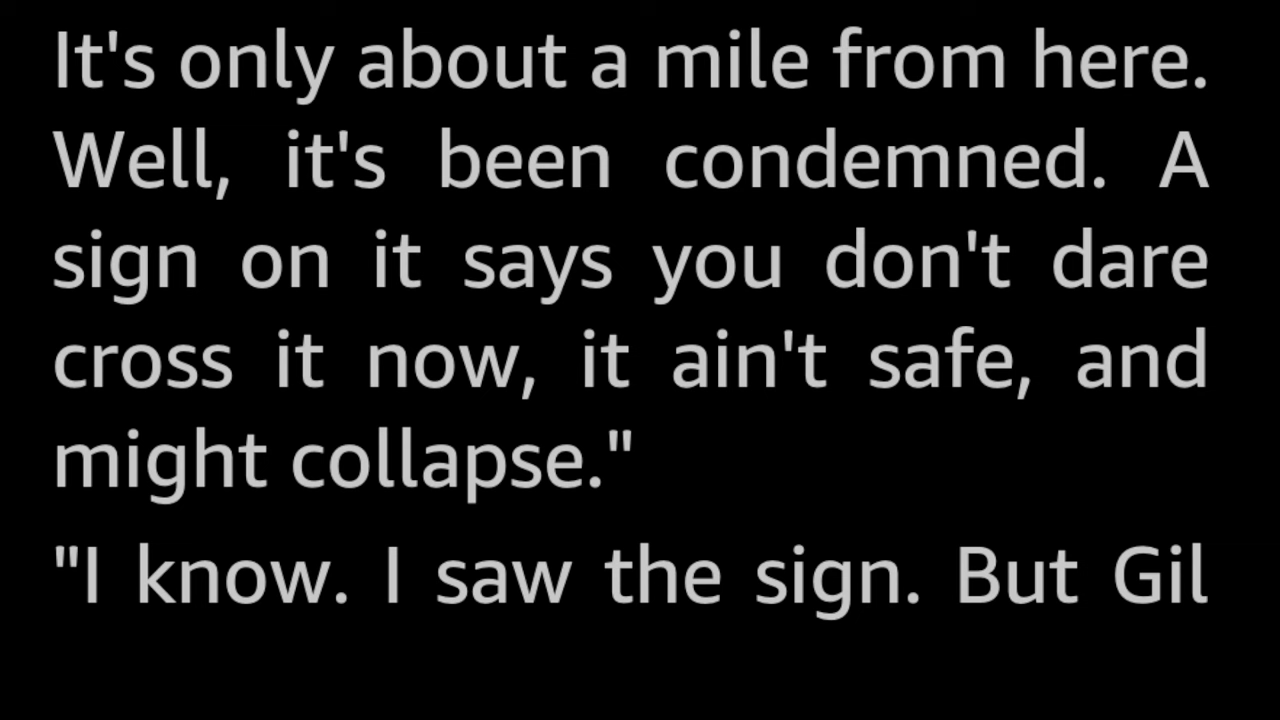 It's only about a mile from here.
Well, it's been condemned. A
sign on it says you don't dare
cross it now, it ain't safe, and
might collapse."
"I know. I saw the sign. But Gil